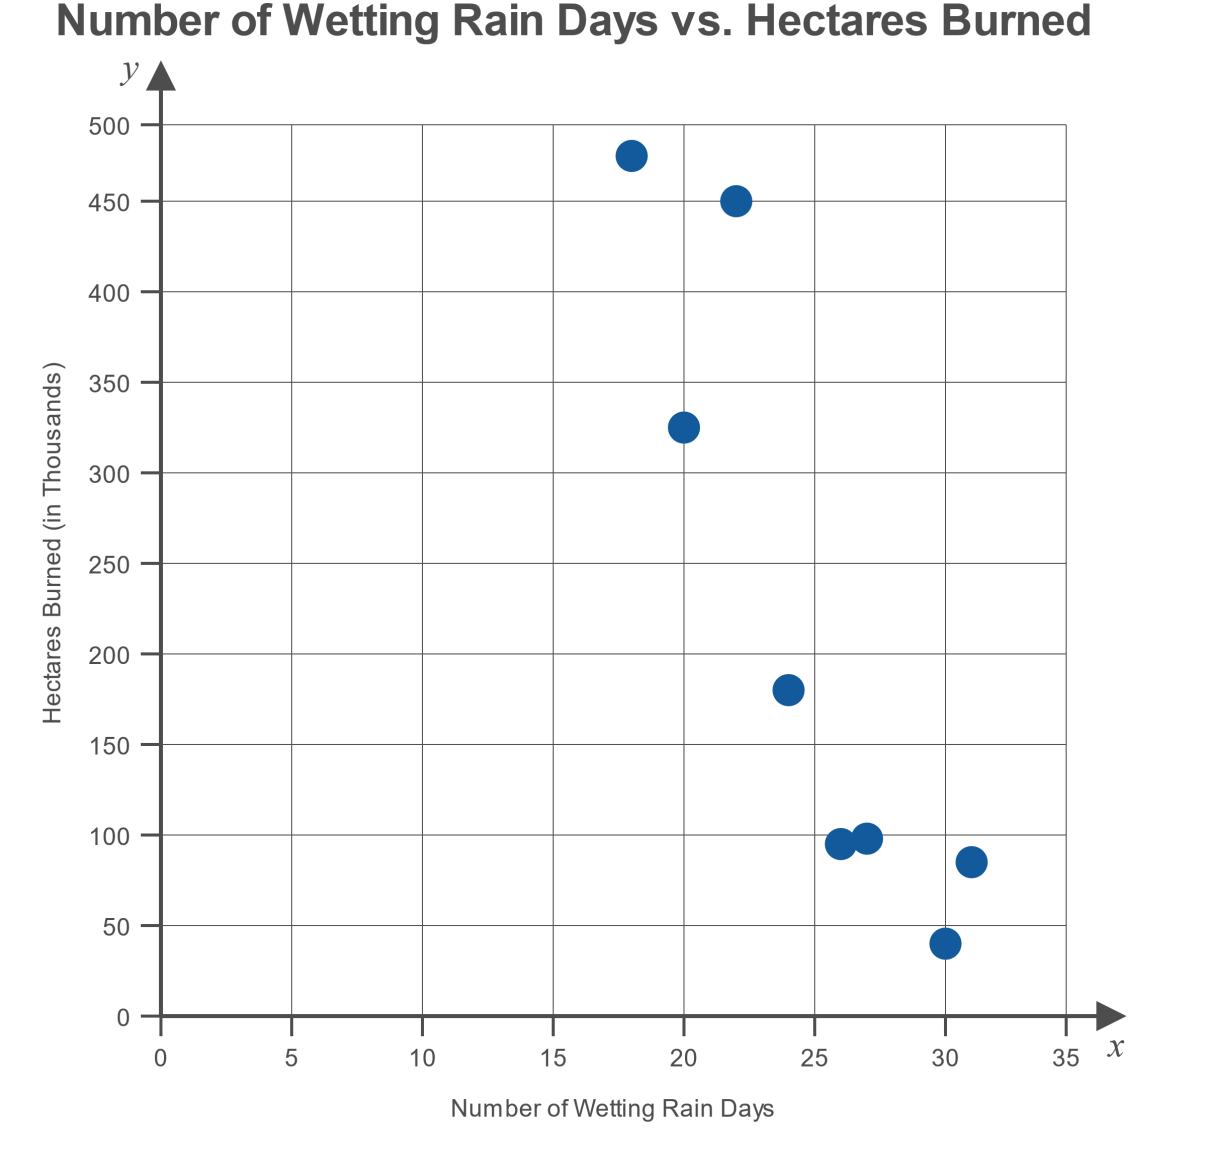 Number of Wetting Rain Days vs. Hectares Burned
y
500
450
400
350
300
250
200
150
100
50
0
Hectares Burned (in Thousands)
0 5 10 15 20 25 30 35
x
Number of Wetting Rain Days